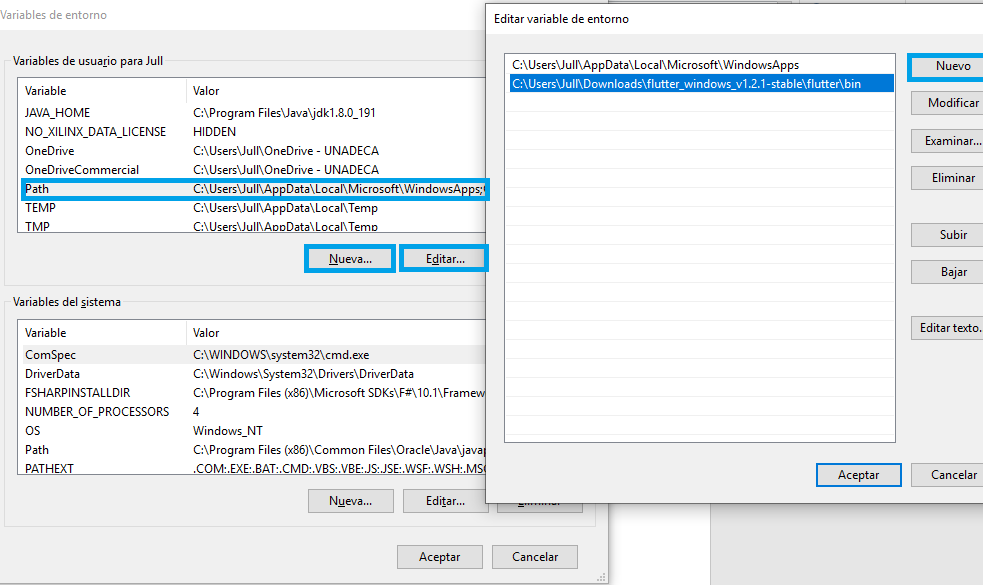 Variables de entorno
Variables de usuario para Jull
Variable Valor
JAVA_HOME C:\Program Files\Java\jdk1.8.0_191
NO_XILINX_DATA_LICENSE HIDDEN
OneDrive C:\Users\Jull\OneDrive - UNADECA
OneDriveCommercial C:\Users\Jull\OneDrive - UNADECA
Path C:\Users\Jull\AppData\Local\Microsoft\WindowsApps;
TEMP C:\Users\Jull\AppData\Local\Temp
TMP C:\Users\Jull\AppData\Local\Temp
Nueva... Editar...
Variables del sistema
Variable Valor
ComSpec C:\WINDOWS\system32\cmd.exe
DriverData C:\Windows\System32\Drivers\DriverData
FSHARPINSTALLDIR C:\Program Files (x86)\Microsoft SDKs\F#\10.1\Framew
NUMBER_OF_PROCESSORS 4
OS Windows_NT
Path C:\Program Files (x86)\Common Files\Oracle\Java\javap
PATHEXT .COM;.EXE;.BAT;.CMD;.VBS;.VBE;.JS;.JSE;.WSF;.WSH;.MSC
Nueva... Editar... Eliminar
Aceptar Cancelar
Editar variable de entorno
C:\Users\Jull\AppData\Local\Microsoft\WindowsApps
C:\Users\Jull\Downloads\flutter_windows_v1.2.1-stable\flutter\bin
Nuevo
Modificar
Examinar...
Eliminar
Subir
Bajar
Editar texto.
Aceptar Cancelar